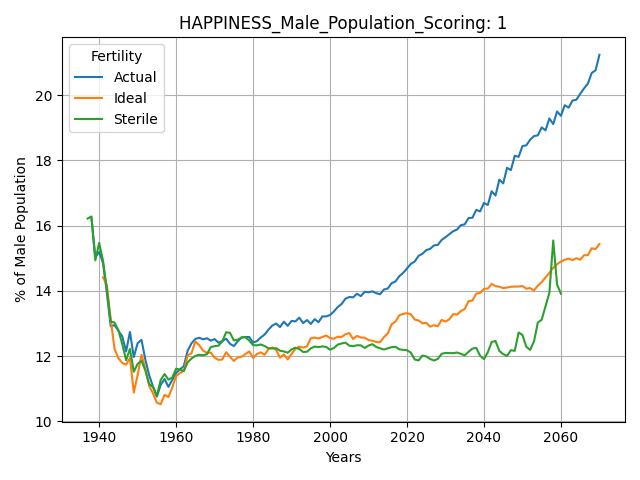 HAPPINESS_Male_Population_Scoring: 1
Fertility
Actual
Ideal
Sterile
% of Male Population
20
18
16
14
12
10
1940 1960 1980 2000 2020 2040 2060
Years